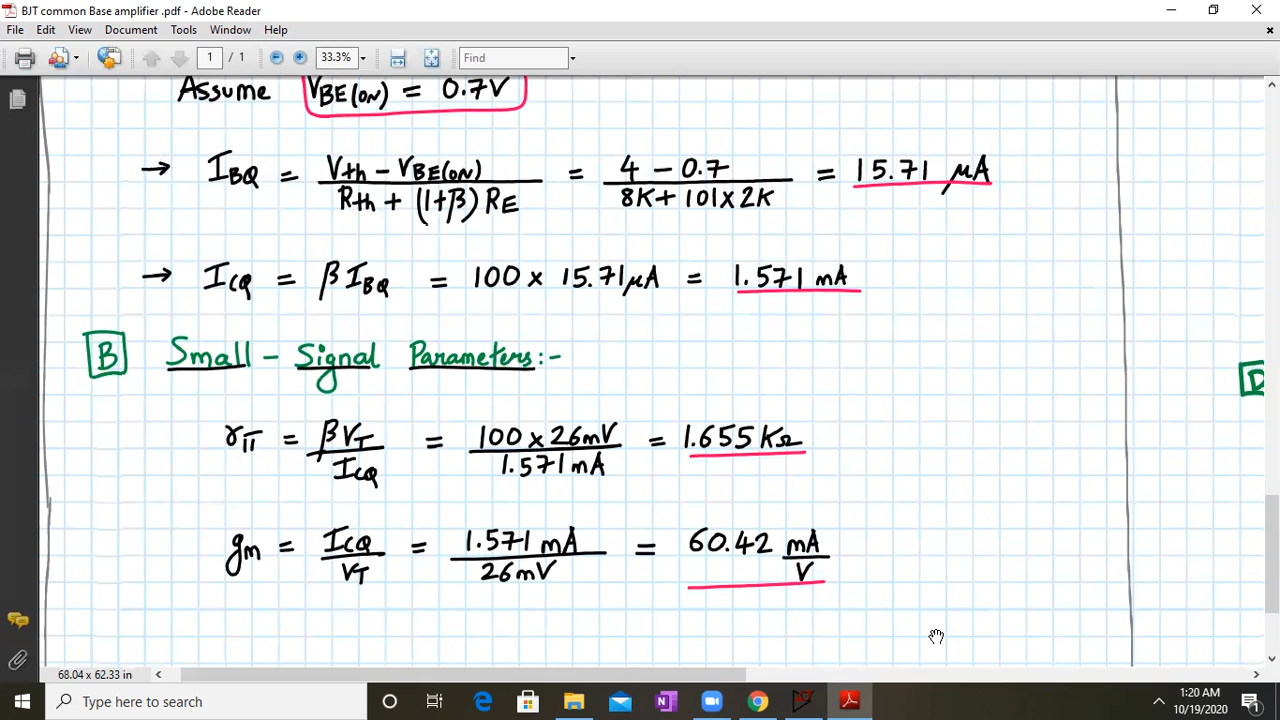 BJT common Base amplifier .pdf - Adobe Reader
File Edit View Document Tools Window Help
1 / 1 33.3% Find
Assume VBE(ON) = 0.7V
→ IBQ = Vth - VBE(ON) / Rth + (1+β) RE = 4 - 0.7 / 8K + 101 x 2K = 15.71 μA
→ ICQ = β IBQ = 100 x 15.71μA = 1.571 mA
B Small - Signal Parameters:-
D
rπ = βVT / ICQ = 100 x 26mV / 1.571 mA = 1.655 KΩ
gm = ICQ / VT = 1.571 mA / 26mV = 60.42 mA / V
68.04 x 62.33 in
Type here to search
1:20 AM
10/19/2020
1